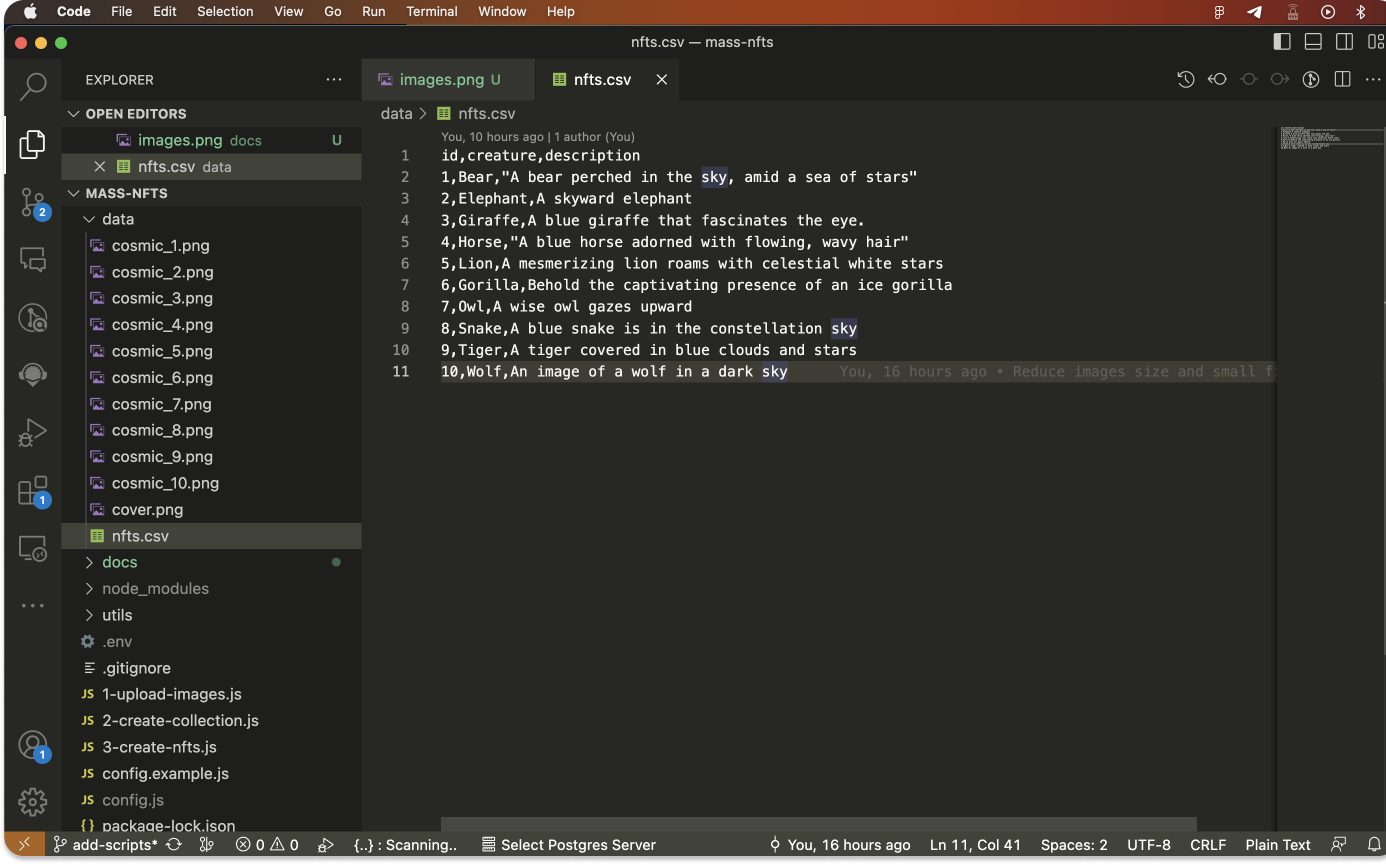 Code File Edit Selection View Go Run Terminal Window Help
nfts.csv — mass-nfts
EXPLORER
OPEN EDITORS
images.png docs U
nfts.csv data
MASS-NFTS
data
cosmic_1.png
cosmic_2.png
cosmic_3.png
cosmic_4.png
cosmic_5.png
cosmic_6.png
cosmic_7.png
cosmic_8.png
cosmic_9.png
cosmic_10.png
cover.png
nfts.csv
docs
node_modules
utils
.env
.gitignore
JS 1-upload-images.js
JS 2-create-collection.js
JS 3-create-nfts.js
JS config.example.js
JS config.js
{} package-lock.json
2
1
1
images.png U
nfts.csv
data > nfts.csv
You, 10 hours ago | 1 author (You)
1 id,creature,description
2 1,Bear,"A bear perched in the sky, amid a sea of stars"
3 2,Elephant,A skyward elephant
4 3,Giraffe,A blue giraffe that fascinates the eye.
5 4,Horse,"A blue horse adorned with flowing, wavy hair"
6 5,Lion,A mesmerizing lion roams with celestial white stars
7 6,Gorilla,Behold the captivating presence of an ice gorilla
8 7,Owl,A wise owl gazes upward
9 8,Snake,A blue snake is in the constellation sky
10 9,Tiger,A tiger covered in blue clouds and stars
11 10,Wolf,An image of a wolf in a dark sky You, 16 hours ago • Reduce images size and small f
add-scripts* 0 0 {..} : Scanning.. Select Postgres Server You, 16 hours ago Ln 11, Col 41 Spaces: 2 UTF-8 CRLF Plain Text